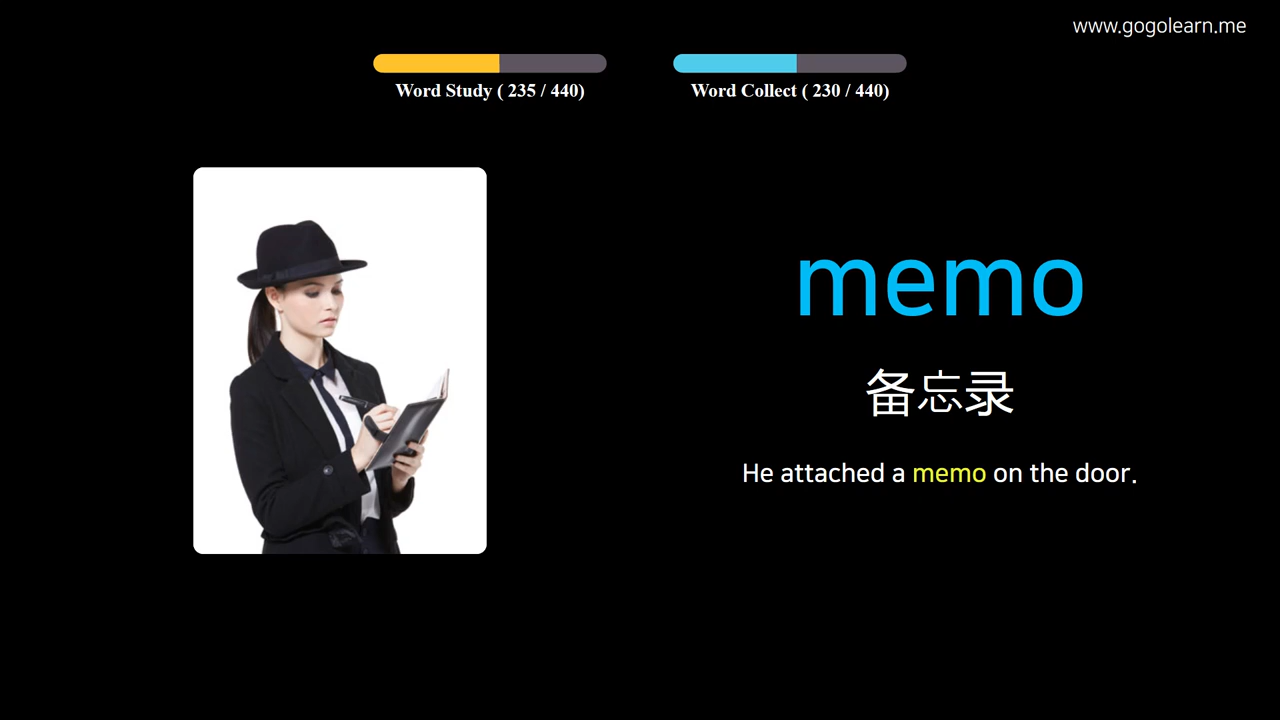 www.gogolearn.me
Word Study ( 235 / 440)
Word Collect ( 230 / 440)
memo
备忘录
He attached a memo on the door.